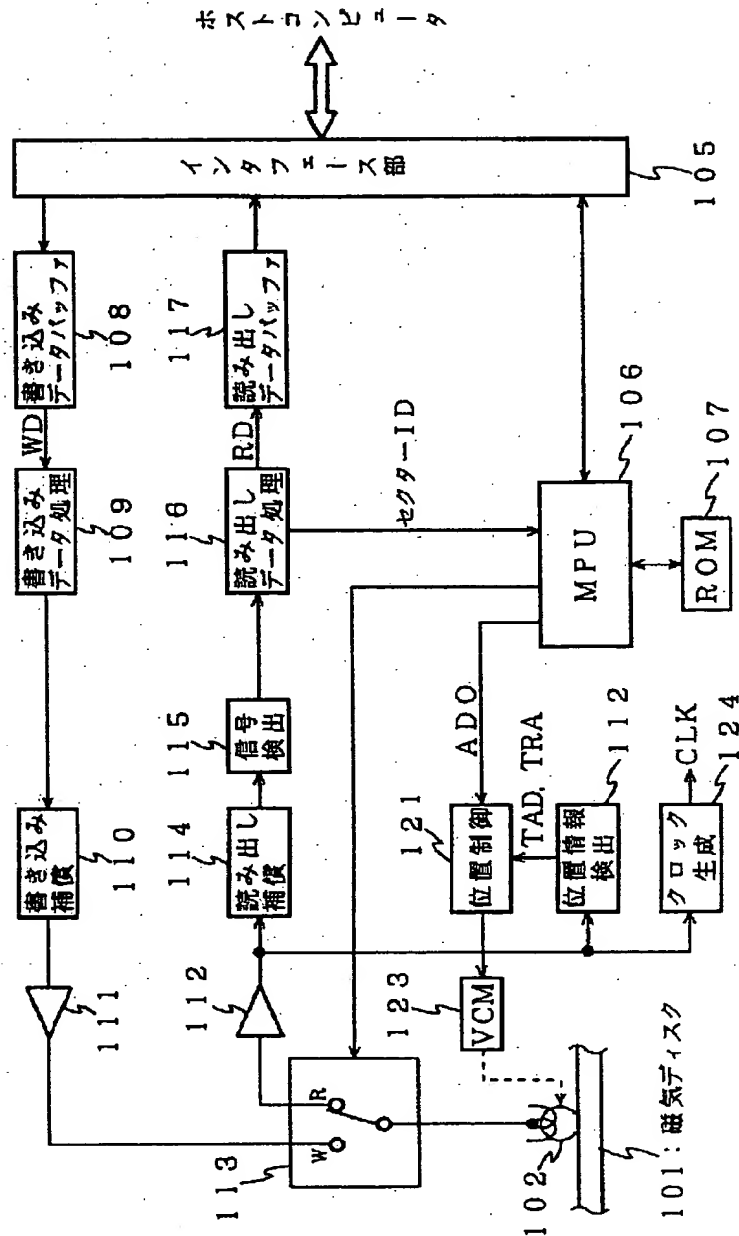 ホストコンピュータ
インタフェース部
105
書き込み
データバッファ
108
WD
書き込み
データ処理
109
書き込み
補償
110
111
読み出し
データバッファ
117
RD
読み出し
データ処理
116
信号
検出
115
読み出し
補償
114
112
セクターID
MPU
106
ROM
107
ADO
位置制御
121
TAD, TRA
位置情報
検出
112
クロック
生成
124
CLK
VCM
123
W
R
113
102
101:磁気ディスク